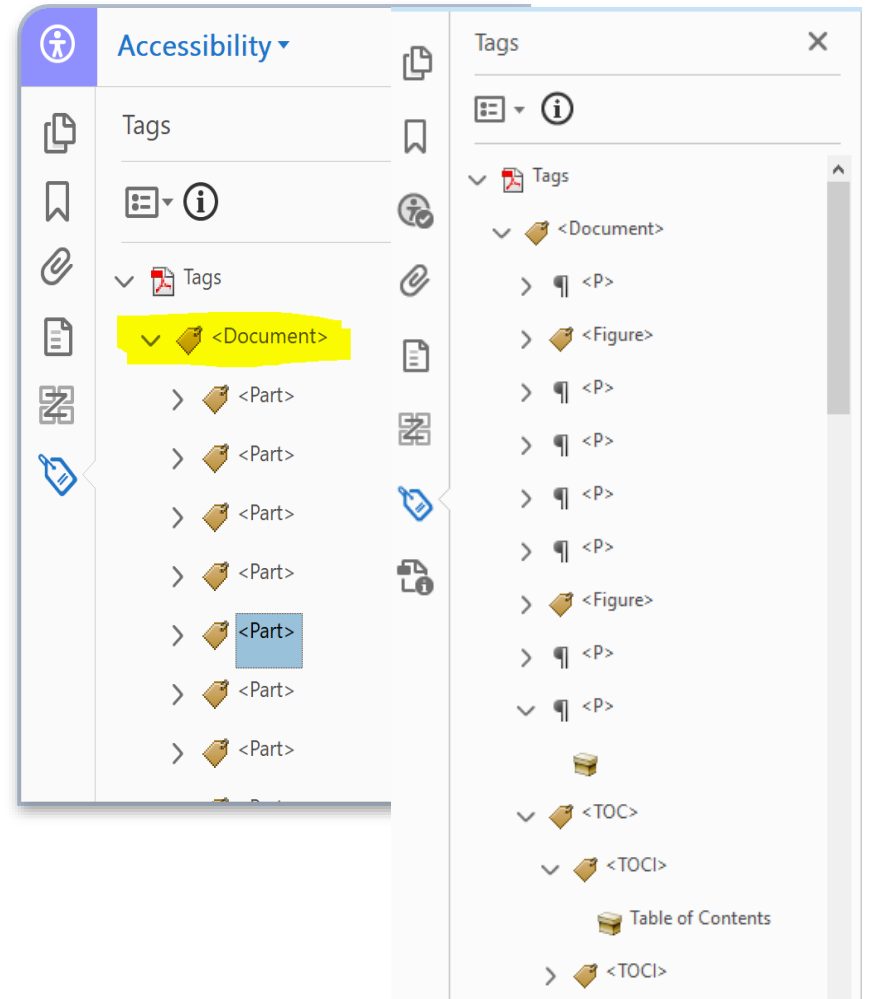 Accessibility
Tags
Tags
<Document>
<Part>
<Part>
<Part>
<Part>
<Part>
<Part>
<Part>
Tags
Tags
<Document>
<P>
<Figure>
<P>
<P>
<P>
<P>
<Figure>
<P>
<P>
<TOC>
<TOCI>
Table of Contents
<TOCI>